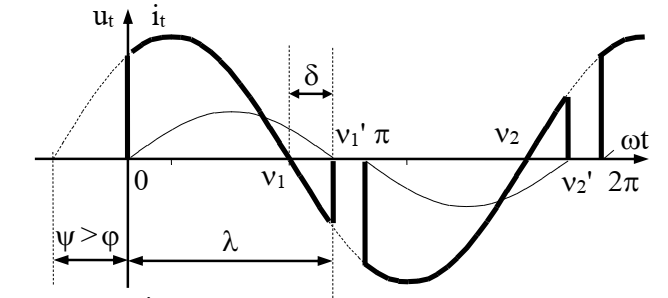 uₜ iₜ
δ
ν₁' π ν₂ ωt
0 ν₁ ν₂' 2π
ψ > φ λ